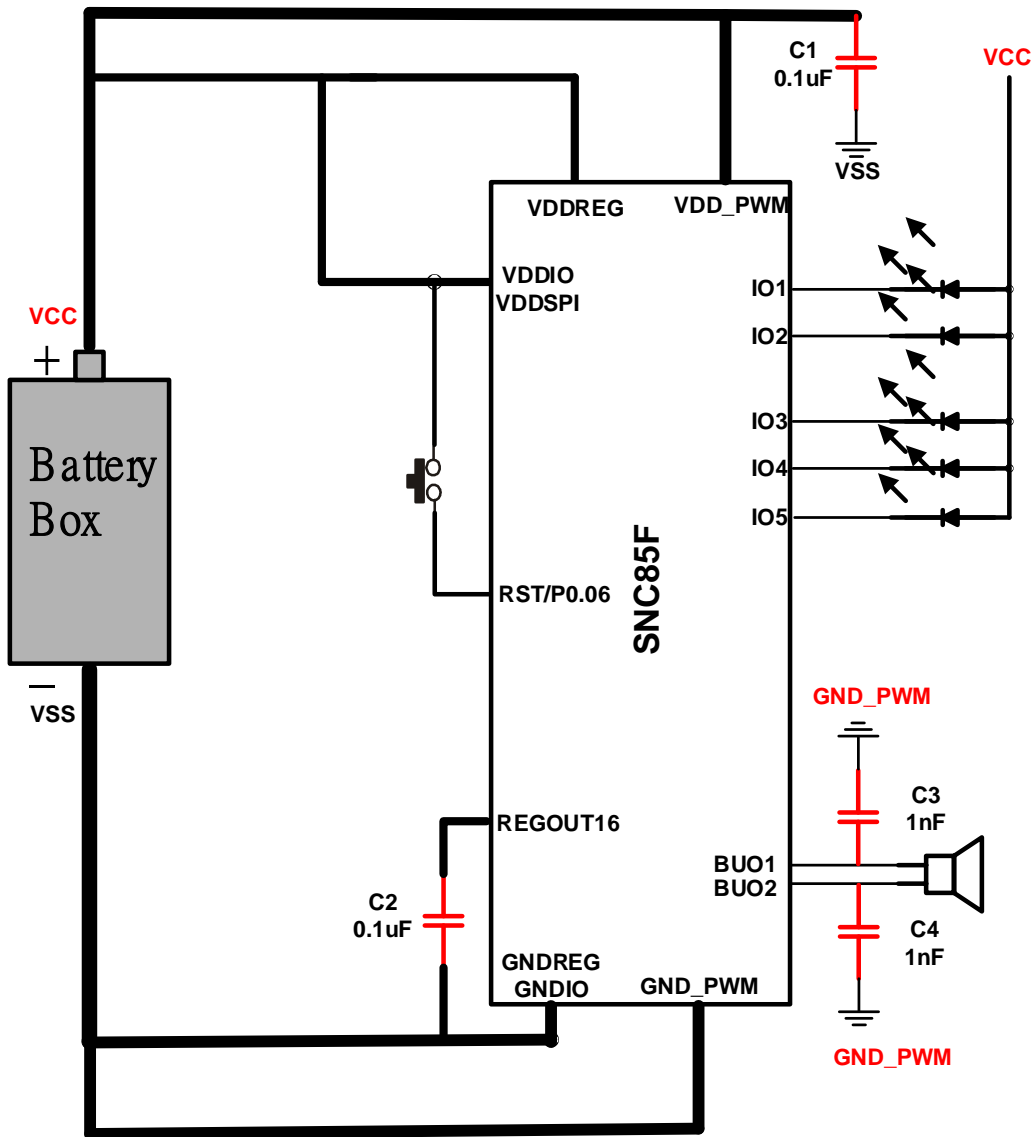 C1
0.1uF
VCC
VSS
VDDREG
VDD_PWM
VDDIO
VDDSPI
IO1
IO2
IO3
IO4
IO5
VCC
+
Battery
Box
−
VSS
SNC85F
RST/P0.06
GND_PWM
REGOUT16
C3
1nF
BUO1
BUO2
C2
0.1uF
C4
1nF
GNDREG
GNDIO
GND_PWM
GND_PWM